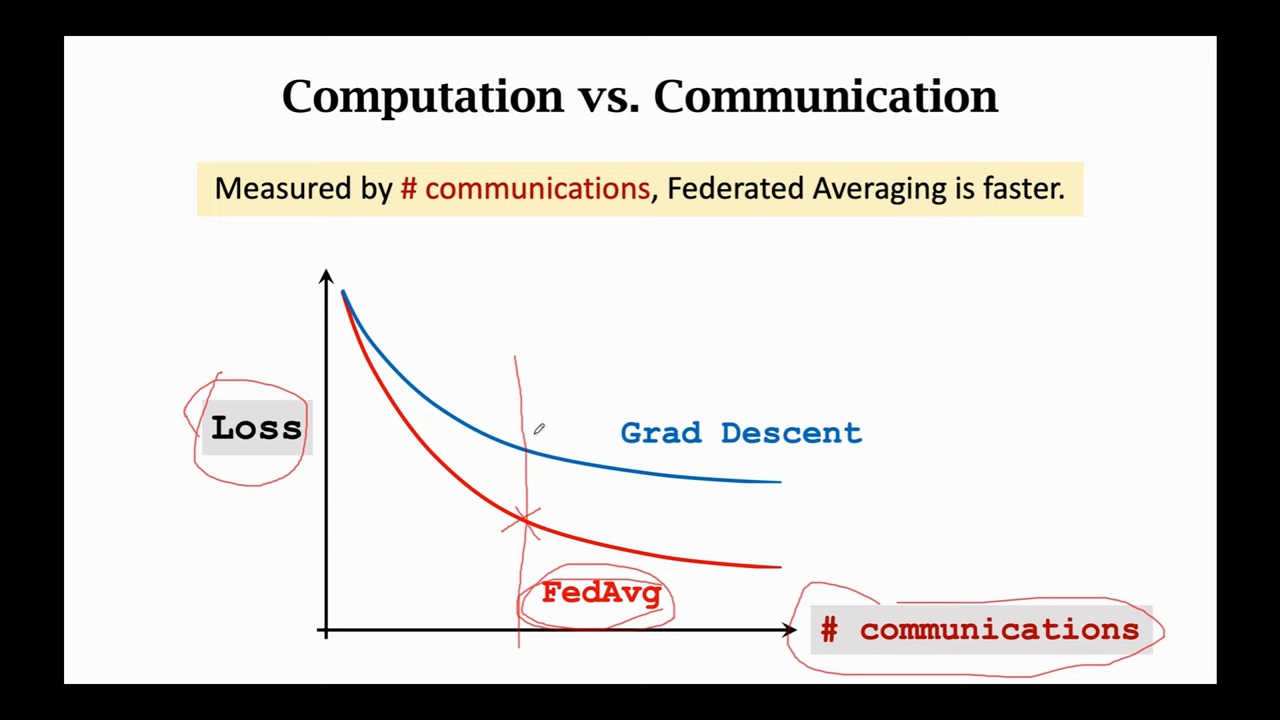 Computation vs. Communication
Measured by # communications, Federated Averaging is faster.
Loss
Grad Descent
FedAvg
# communications